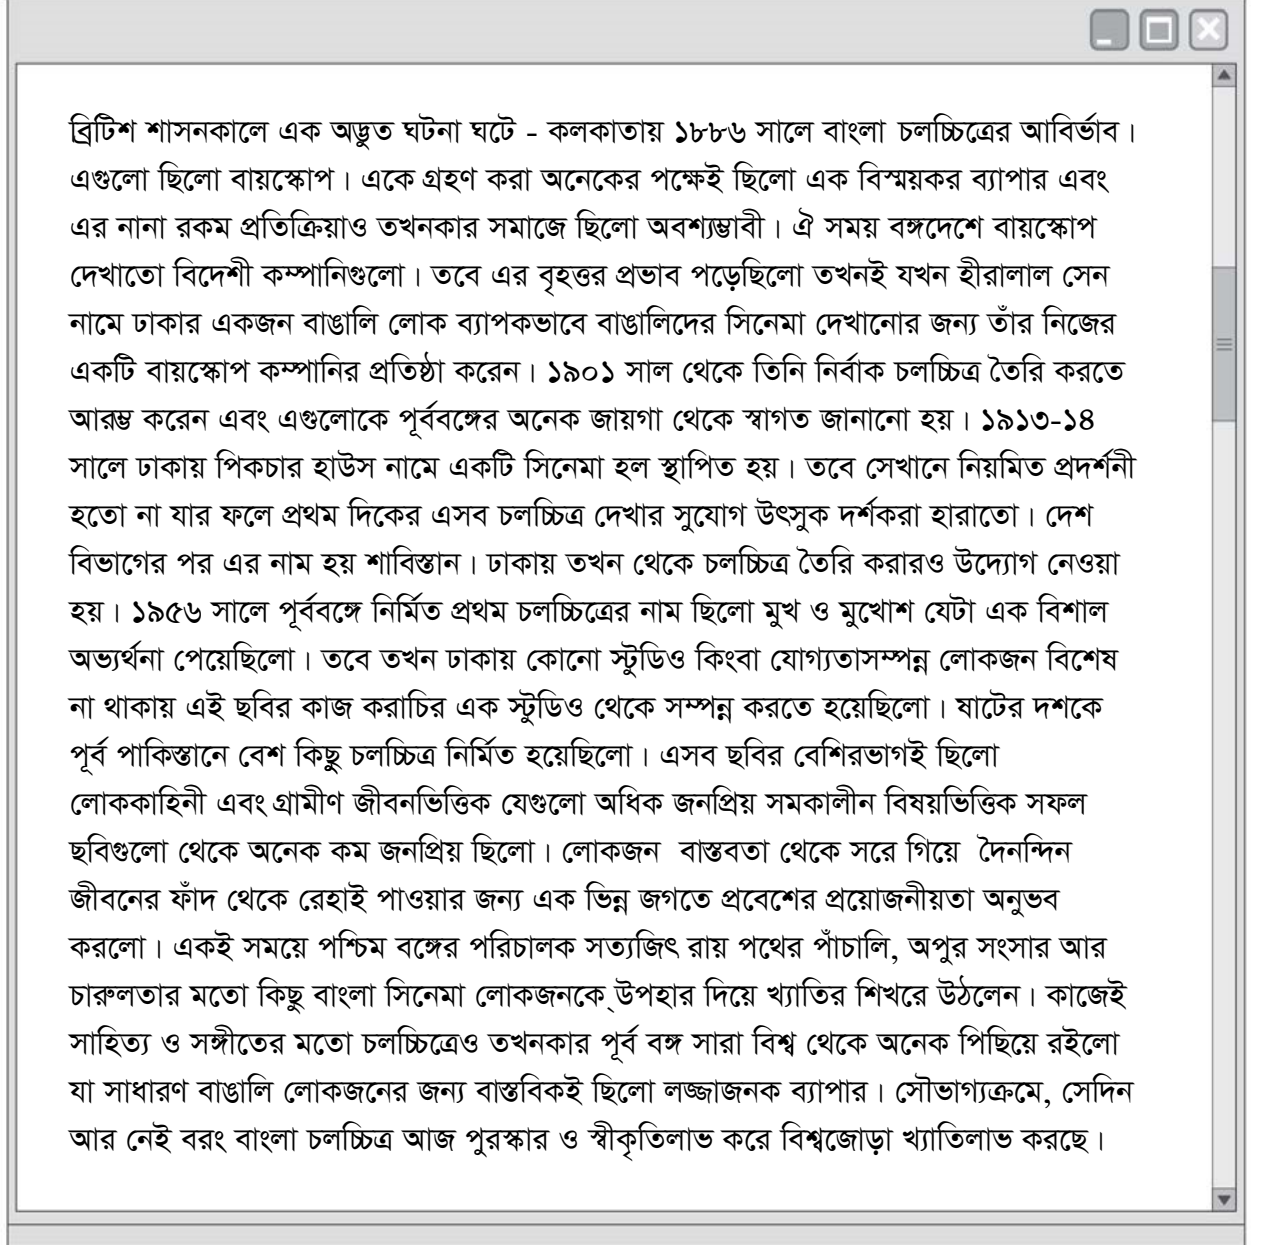 ব্রিটিশ শাসনকালে এক অদ্ভুত ঘটনা ঘটে - কলকাতায় ১৮৮৬ সালে বাংলা চলচ্চিত্রের আবির্ভাব।
এগুলো ছিলো বায়স্কোপ। একে গ্রহণ করা অনেকের পক্ষেই ছিলো এক বিস্ময়কর ব্যাপার এবং
এর নানা রকম প্রতিক্রিয়াও তখনকার সমাজে ছিলো অবশ্যম্ভাবী। ঐ সময় বঙ্গদেশে বায়স্কোপ
দেখাতো বিদেশী কম্পানিগুলো। তবে এর বৃহত্তর প্রভাব পড়েছিলো তখনই যখন হীরালাল সেন
নামে ঢাকার একজন বাঙালি লোক ব্যাপকভাবে বাঙালিদের সিনেমা দেখানোর জন্য তাঁর নিজের
একটি বায়স্কোপ কম্পানির প্রতিষ্ঠা করেন। ১৯০১ সাল থেকে তিনি নির্বাক চলচ্চিত্র তৈরি করতে
আরম্ভ করেন এবং এগুলোকে পূর্ববঙ্গের অনেক জায়গা থেকে স্বাগত জানানো হয়। ১৯১৩-১৪
সালে ঢাকায় পিকচার হাউস নামে একটি সিনেমা হল স্থাপিত হয়। তবে সেখানে নিয়মিত প্রদর্শনী
হতো না যার ফলে প্রথম দিকের এসব চলচ্চিত্র দেখার সুযোগ উৎসুক দর্শকরা হারাতো। দেশ
বিভাগের পর এর নাম হয় শাবিস্তান। ঢাকায় তখন থেকে চলচ্চিত্র তৈরি করারও উদ্যোগ নেওয়া
হয়। ১৯৫৬ সালে পূর্ববঙ্গে নির্মিত প্রথম চলচ্চিত্রের নাম ছিলো মুখ ও মুখোশ যেটা এক বিশাল
অভ্যর্থনা পেয়েছিলো। তবে তখন ঢাকায় কোনো স্টুডিও কিংবা যোগ্যতাসম্পন্ন লোকজন বিশেষ
না থাকায় এই ছবির কাজ করাচির এক স্টুডিও থেকে সম্পন্ন করতে হয়েছিলো। ষাটের দশকে
পূর্ব পাকিস্তানে বেশ কিছু চলচ্চিত্র নির্মিত হয়েছিলো। এসব ছবির বেশিরভাগই ছিলো
লোককাহিনী এবং গ্রামীণ জীবনভিত্তিক যেগুলো অধিক জনপ্রিয় সমকালীন বিষয়ভিত্তিক সফল
ছবিগুলো থেকে অনেক কম জনপ্রিয় ছিলো। লোকজন বাস্তবতা থেকে সরে গিয়ে দৈনন্দিন
জীবনের ফাঁদ থেকে রেহাই পাওয়ার জন্য এক ভিন্ন জগতে প্রবেশের প্রয়োজনীয়তা অনুভব
করলো। একই সময়ে পশ্চিম বঙ্গের পরিচালক সত্যজিৎ রায় পথের পাঁচালি, অপুর সংসার আর
চারুলতার মতো কিছু বাংলা সিনেমা লোকজনকে উপহার দিয়ে খ্যাতির শিখরে উঠলেন। কাজেই
সাহিত্য ও সঙ্গীতের মতো চলচ্চিত্রেও তখনকার পূর্ব বঙ্গ সারা বিশ্ব থেকে অনেক পিছিয়ে রইলো
যা সাধারণ বাঙালি লোকজনের জন্য বাস্তবিকই ছিলো লজ্জাজনক ব্যাপার। সৌভাগ্যক্রমে, সেদিন
আর নেই বরং বাংলা চলচ্চিত্র আজ পুরস্কার ও স্বীকৃতিলাভ করে বিশ্বজোড়া খ্যাতিলাভ করছে।